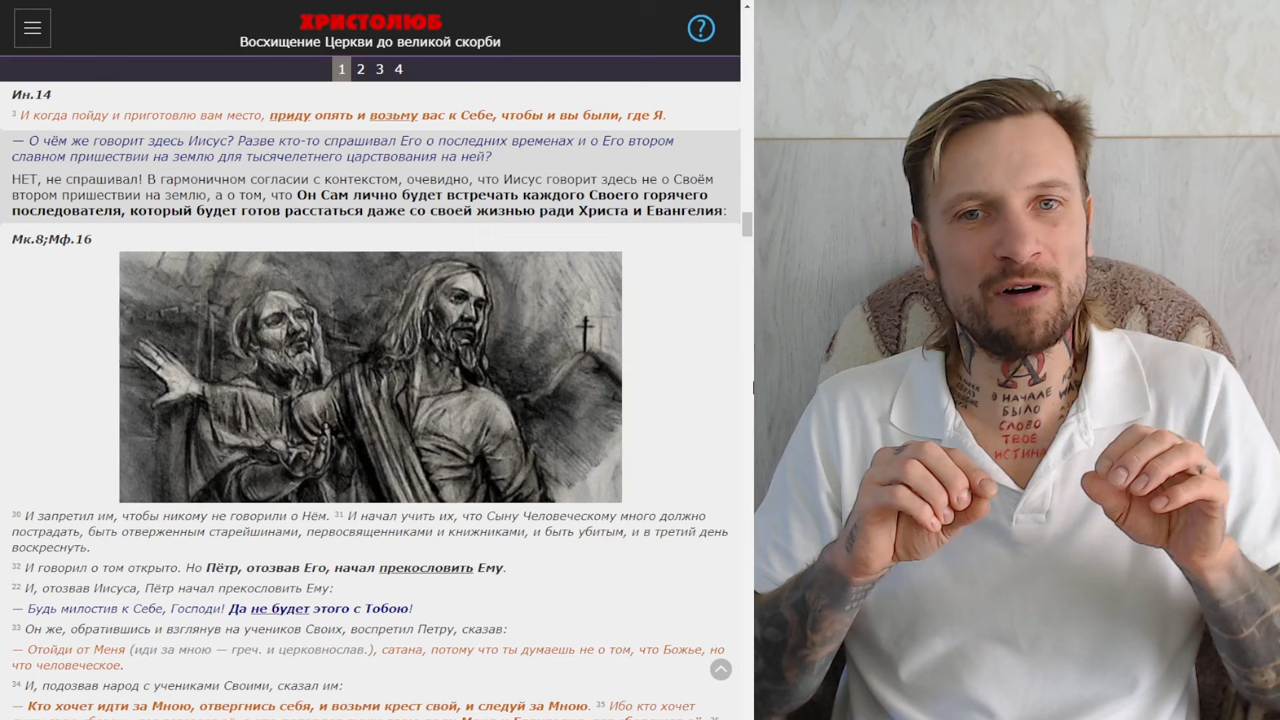 ХРИСТОЛЮБ
Восхищение Церкви до великой скорби
?
1 2 3 4
Ин.14
3 И когда пойду и приготовлю вам место, приду опять и возьму вас к Себе, чтобы и вы были, где Я.
— О чём же говорит здесь Иисус? Разве кто-то спрашивал Его о последних временах и о Его втором
славном пришествии на землю для тысячелетнего царствования на ней?
НЕТ, не спрашивал! В гармоничном согласии с контекстом, очевидно, что Иисус говорит здесь не о Своём
втором пришествии на землю, а о том, что Он Сам лично будет встречать каждого Своего горячего
последователя, который будет готов расстаться даже со своей жизнью ради Христа и Евангелия:
Мк.8;Мф.16
30 И запретил им, чтобы никому не говорили о Нём. 31 И начал учить их, что Сыну Человеческому много должно
пострадать, быть отверженным старейшинами, первосвященниками и книжниками, и быть убитым, и в третий день
воскреснуть.
32 И говорил о том открыто. Но Пётр, отозвав Его, начал прекословить Ему.
22 И, отозвав Иисуса, Пётр начал прекословить Ему:
— Будь милостив к Себе, Господи! Да не будет этого с Тобою!
33 Он же, обратившись и взглянув на учеников Своих, воспретил Петру, сказав:
— Отойди от Меня (иди за мною — греч. и церковнослав.), сатана, потому что ты думаешь не о том, что Божье, но
что человеческое.
34 И, подозвав народ с учениками Своими, сказал им:
— Кто хочет идти за Мною, отвергнись себя, и возьми крест свой, и следуй за Мною. 35 Ибо кто хочет
В НАЧАЛЕ
БЫЛО
СЛОВО
ТВОЕ
ИСТИНА